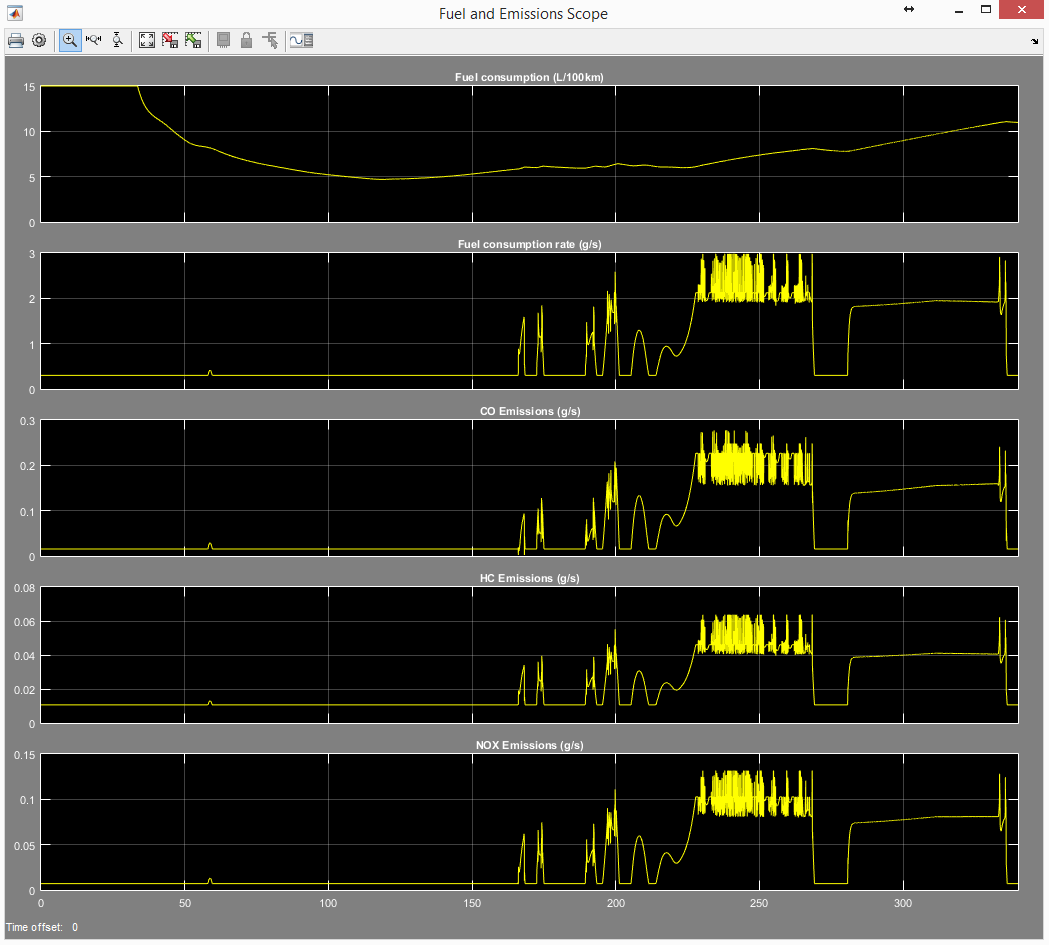 Fuel and Emissions Scope
Fuel consumption (L/100km)
15
10
5
0
Fuel consumption rate (g/s)
3
2
1
0
CO Emissions (g/s)
0.3
0.2
0.1
0
HC Emissions (g/s)
0.08
0.06
0.04
0.02
0
NOX Emissions (g/s)
0.15
0.1
0.05
0
0 50 100 150 200 250 300
Time offset: 0